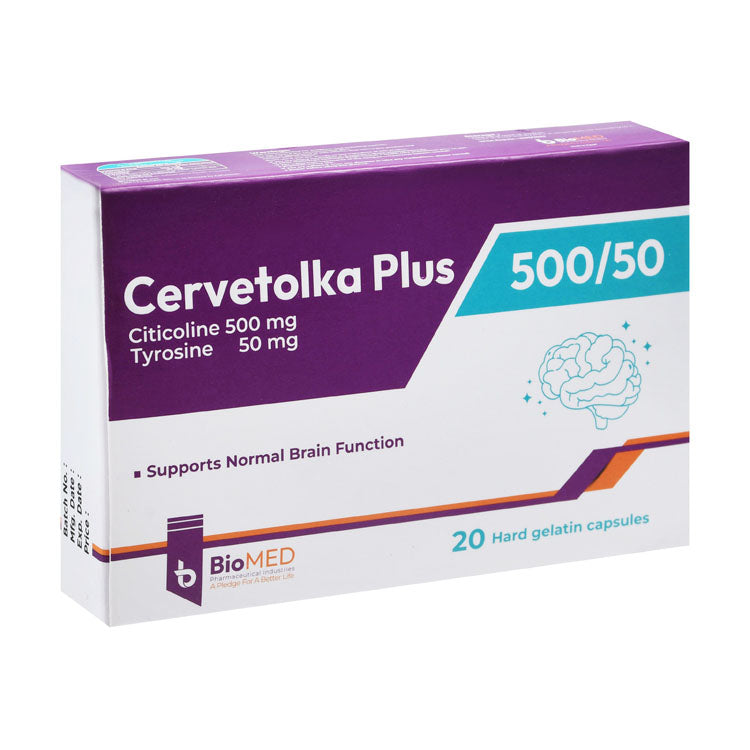 BioMED
Cervetolka Plus
500/50
Citicoline 500 mg
Tyrosine 50 mg
▪ Supports Normal Brain Function
20 Hard gelatin capsules
BioMED
Pharmaceutical Industries
A Pledge For A Better Life
Batch No. :
Mfg. Date :
Exp. Date :
Price :